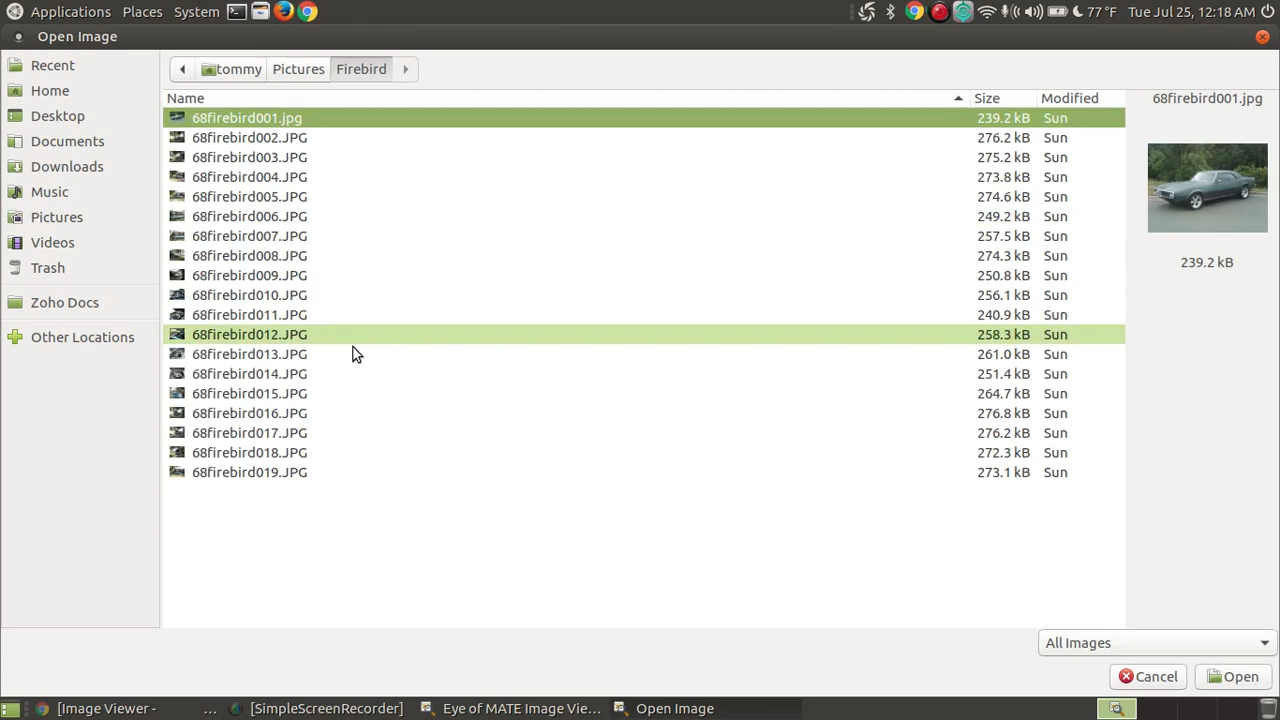 Applications Places System 77 °F Tue Jul 25, 12:18 AM
Open Image
Recent
Home
Desktop
Documents
Downloads
Music
Pictures
Videos
Trash
Zoho Docs
Other Locations
tommy Pictures Firebird
Name Size Modified
68firebird001.jpg 239.2 kB Sun
68firebird002.JPG 276.2 kB Sun
68firebird003.JPG 275.2 kB Sun
68firebird004.JPG 273.8 kB Sun
68firebird005.JPG 274.6 kB Sun
68firebird006.JPG 249.2 kB Sun
68firebird007.JPG 257.5 kB Sun
68firebird008.JPG 274.3 kB Sun
68firebird009.JPG 250.8 kB Sun
68firebird010.JPG 256.1 kB Sun
68firebird011.JPG 240.9 kB Sun
68firebird012.JPG 258.3 kB Sun
68firebird013.JPG 261.0 kB Sun
68firebird014.JPG 251.4 kB Sun
68firebird015.JPG 264.7 kB Sun
68firebird016.JPG 276.8 kB Sun
68firebird017.JPG 276.2 kB Sun
68firebird018.JPG 272.3 kB Sun
68firebird019.JPG 273.1 kB Sun
68firebird001.jpg
239.2 kB
All Images
Cancel Open
[Image Viewer - ... [SimpleScreenRecorder] Eye of MATE Image Vie... Open Image